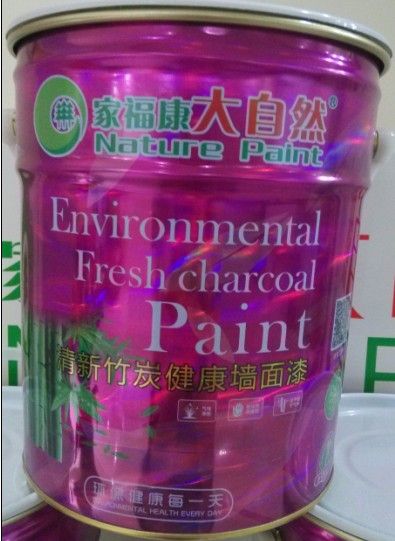 家福康大自然®
Nature Paint
Environmental
Fresh charcoal
Paint
清新竹炭健康墙面漆
环保健康每一天
ENVIRONMENTAL HEALTH EVERY DAY